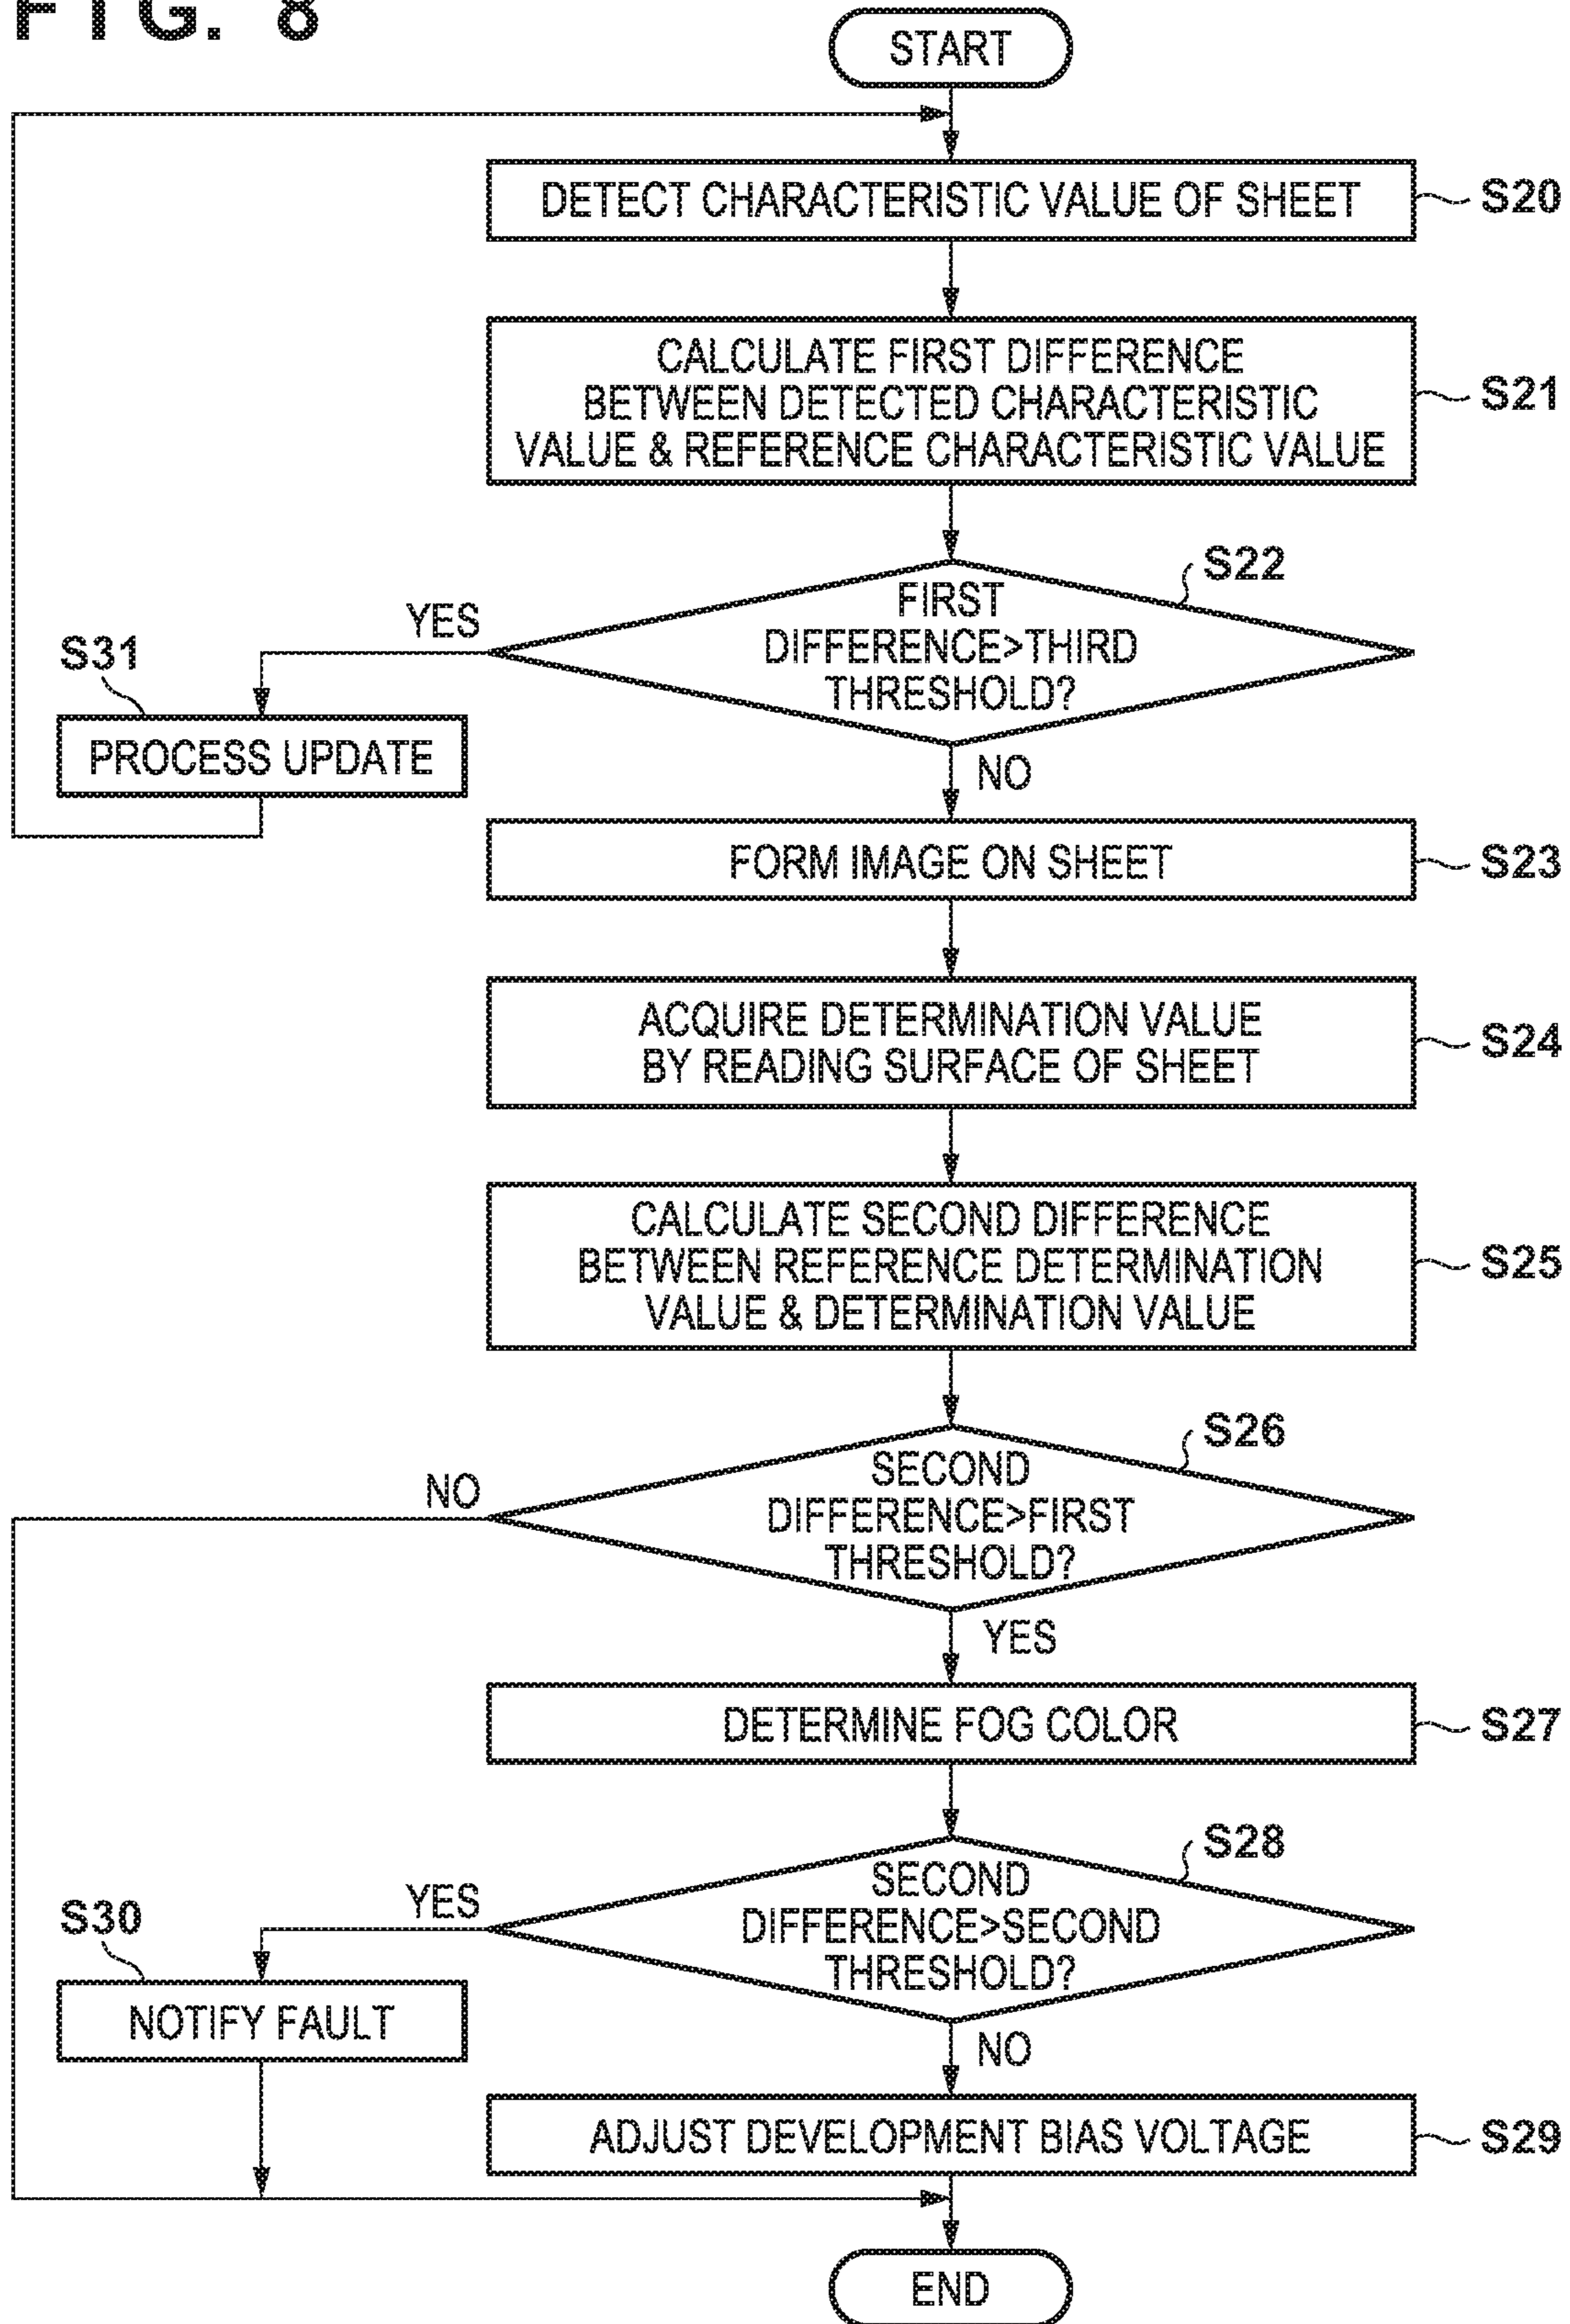 FIG. 8
START
DETECT CHARACTERISTIC VALUE OF SHEET
S20
CALCULATE FIRST DIFFERENCE
BETWEEN DETECTED CHARACTERISTIC
VALUE & REFERENCE CHARACTERISTIC VALUE
S21
S22
FIRST
DIFFERENCE>THIRD
THRESHOLD?
YES
S31
PROCESS UPDATE
NO
FORM IMAGE ON SHEET
S23
ACQUIRE DETERMINATION VALUE
BY READING SURFACE OF SHEET
S24
CALCULATE SECOND DIFFERENCE
BETWEEN REFERENCE DETERMINATION
VALUE & DETERMINATION VALUE
S25
S26
SECOND
DIFFERENCE>FIRST
THRESHOLD?
NO
YES
DETERMINE FOG COLOR
S27
S28
SECOND
DIFFERENCE>SECOND
THRESHOLD?
YES
S30
NOTIFY FAULT
NO
ADJUST DEVELOPMENT BIAS VOLTAGE
S29
END